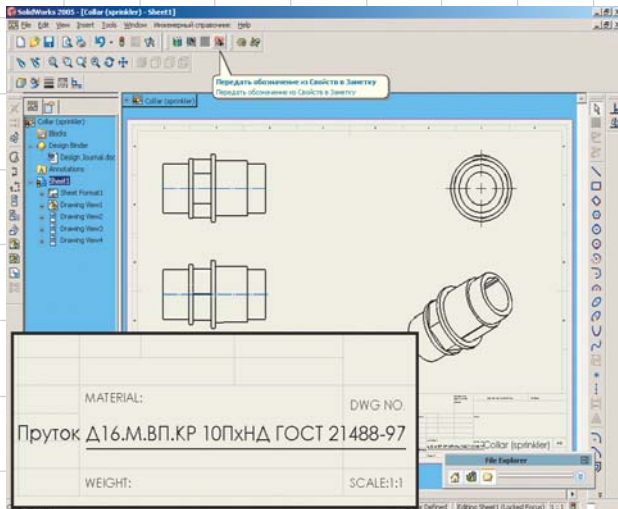 SolidWorks 2005 - [Collar (sprinkler) - Sheet1]
File Edit View Insert Tools Window Инженерный справочник Help
Передать обозначение из Свойств в Заметку
Передать обозначение из Свойств в Заметку
Collar (sprinkler)
Collar (sprinkler)
Blocks
Design Binder
Design Journal.doc
Annotations
Sheet1
Sheet Format1
Drawing View1
Drawing View2
Drawing View3
Drawing View4
MATERIAL:
DWG NO.
Пруток Д16.М.ВП.КР 10ПхНД ГОСТ 21488-97
WEIGHT:
SCALE:1:1
Collar (sprinkler)
File Explorer
Defined Editing Sheet1 (Locked Focus) 1 : 1